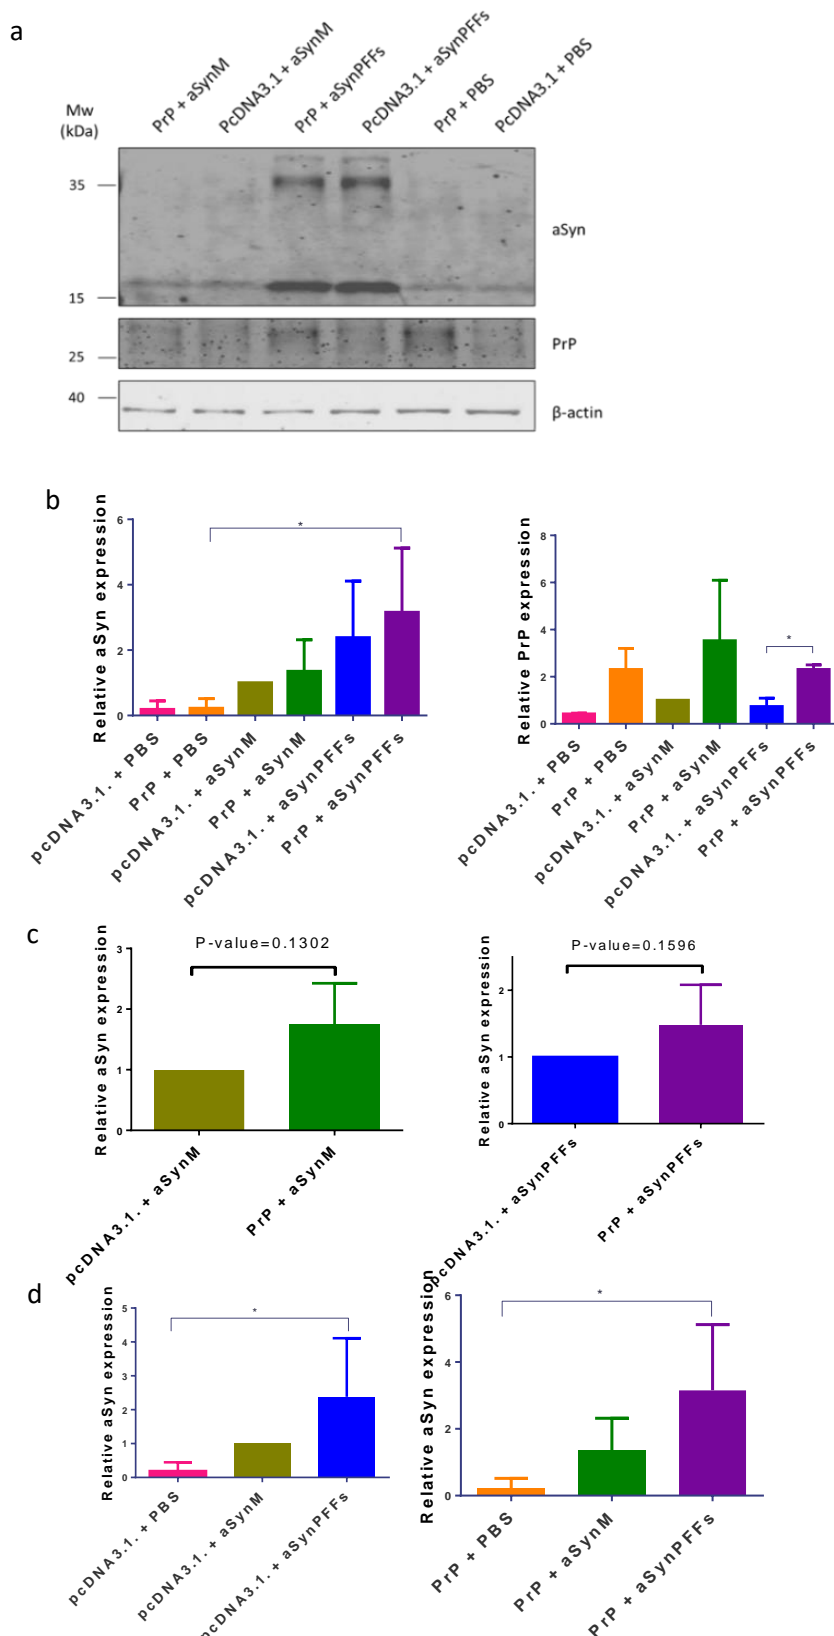 a
PrP + aSynM
PcDNA3.1 + aSynM
PrP + aSynPFFs
PcDNA3.1 + aSynPFFs
PrP + PBS
PcDNA3.1 + PBS
Mw
(kDa)
35
aSyn
15
PrP
25
40
β-actin
b
Relative aSyn expression
6
4
2
0
*
pcDNA3.1. + PBS
PrP + PBS
pcDNA3.1. + aSynM
PrP + aSynM
pcDNA3.1. + aSynPFFs
PrP + aSynPFFs
Relative PrP expression
8
6
4
2
0
*
pcDNA3.1. + PBS
PrP + PBS
pcDNA3.1. + aSynM
PrP + aSynM
pcDNA3.1. + aSynPFFs
PrP + aSynPFFs
c
Relative aSyn expression
3
2
1
0
P-value=0.1302
pcDNA3.1. + aSynM
PrP + aSynM
Relative aSyn expression
2
1
0
P-value=0.1596
pcDNA3.1. + aSynPFFs
PrP + aSynPFFs
d
Relative aSyn expression
5
4
3
2
1
0
*
pcDNA3.1. + PBS
pcDNA3.1. + aSynM
pcDNA3.1. + aSynPFFs
Relative aSyn expression
6
4
2
0
*
PrP + PBS
PrP + aSynM
PrP + aSynPFFs